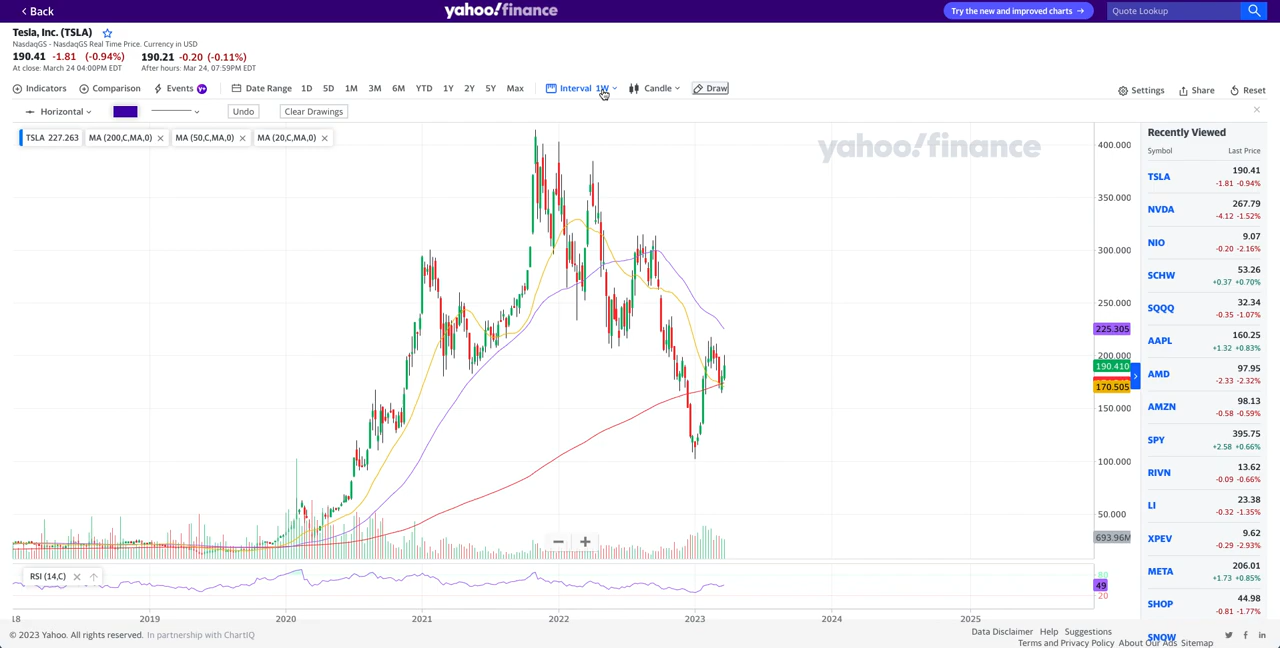 Back
yahoo!finance
Try the new and improved charts →
Quote Lookup
Tesla, Inc. (TSLA)
NasdaqGS - NasdaqGS Real Time Price. Currency in USD
190.41 -1.81 (-0.94%) 190.21 -0.20 (-0.11%)
At close: March 24 04:00PM EDT After hours: Mar 24, 07:59PM EDT
Indicators Comparison Events Date Range 1D 5D 1M 3M 6M YTD 1Y 2Y 5Y Max Interval 1W Candle Draw Settings Share Reset
Horizontal Undo Clear Drawings
TSLA 227.263 MA (200,C,MA,0) MA (50,C,MA,0) MA (20,C,MA,0)
yahoo!finance
400.000
350.000
300.000
250.000
225.305
200.000
190.410
170.505
150.000
100.000
50.000
693.96M
RSI (14,C)
80
49
20
18 2019 2020 2021 2022 2023 2024 2025
Recently Viewed
Symbol Last Price
TSLA 190.41
-1.81 -0.94%
NVDA 267.79
-4.12 -1.52%
NIO 9.07
-0.20 -2.16%
SCHW 53.26
+0.37 +0.70%
SQQQ 32.34
-0.35 -1.07%
AAPL 160.25
+1.32 +0.83%
AMD 97.95
-2.33 -2.32%
AMZN 98.13
-0.58 -0.59%
SPY 395.75
+2.58 +0.66%
RIVN 13.62
-0.09 -0.66%
LI 23.38
-0.32 -1.35%
XPEV 9.62
-0.29 -2.93%
META 206.01
+1.73 +0.85%
SHOP 44.98
-0.81 -1.77%
SNOW
© 2023 Yahoo. All rights reserved. In partnership with ChartIQ
Data Disclaimer Help Suggestions
Terms and Privacy Policy About Our Ads Sitemap